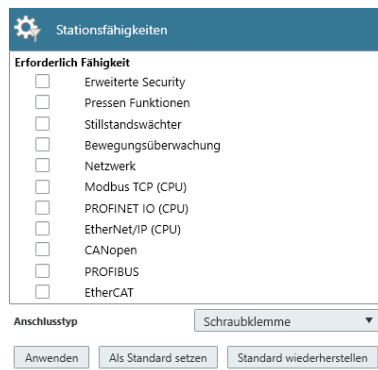 Stationsfähigkeiten
Erforderlich Fähigkeit
Erweiterte Security
Pressen Funktionen
Stillstandswächter
Bewegungsüberwachung
Netzwerk
Modbus TCP (CPU)
PROFINET IO (CPU)
EtherNet/IP (CPU)
CANopen
PROFIBUS
EtherCAT
Anschlusstyp Schraubklemme
Anwenden Als Standard setzen Standard wiederherstellen